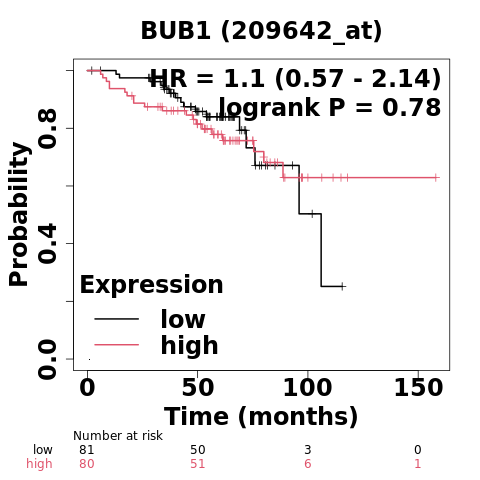 BUB1 (209642_at)
HR = 1.1 (0.57 - 2.14)
logrank P = 0.78
Probability
0.0 0.4 0.8
Expression
low
high
0 50 100 150
Time (months)
Number at risk
low 81 50 3 0
high 80 51 6 1